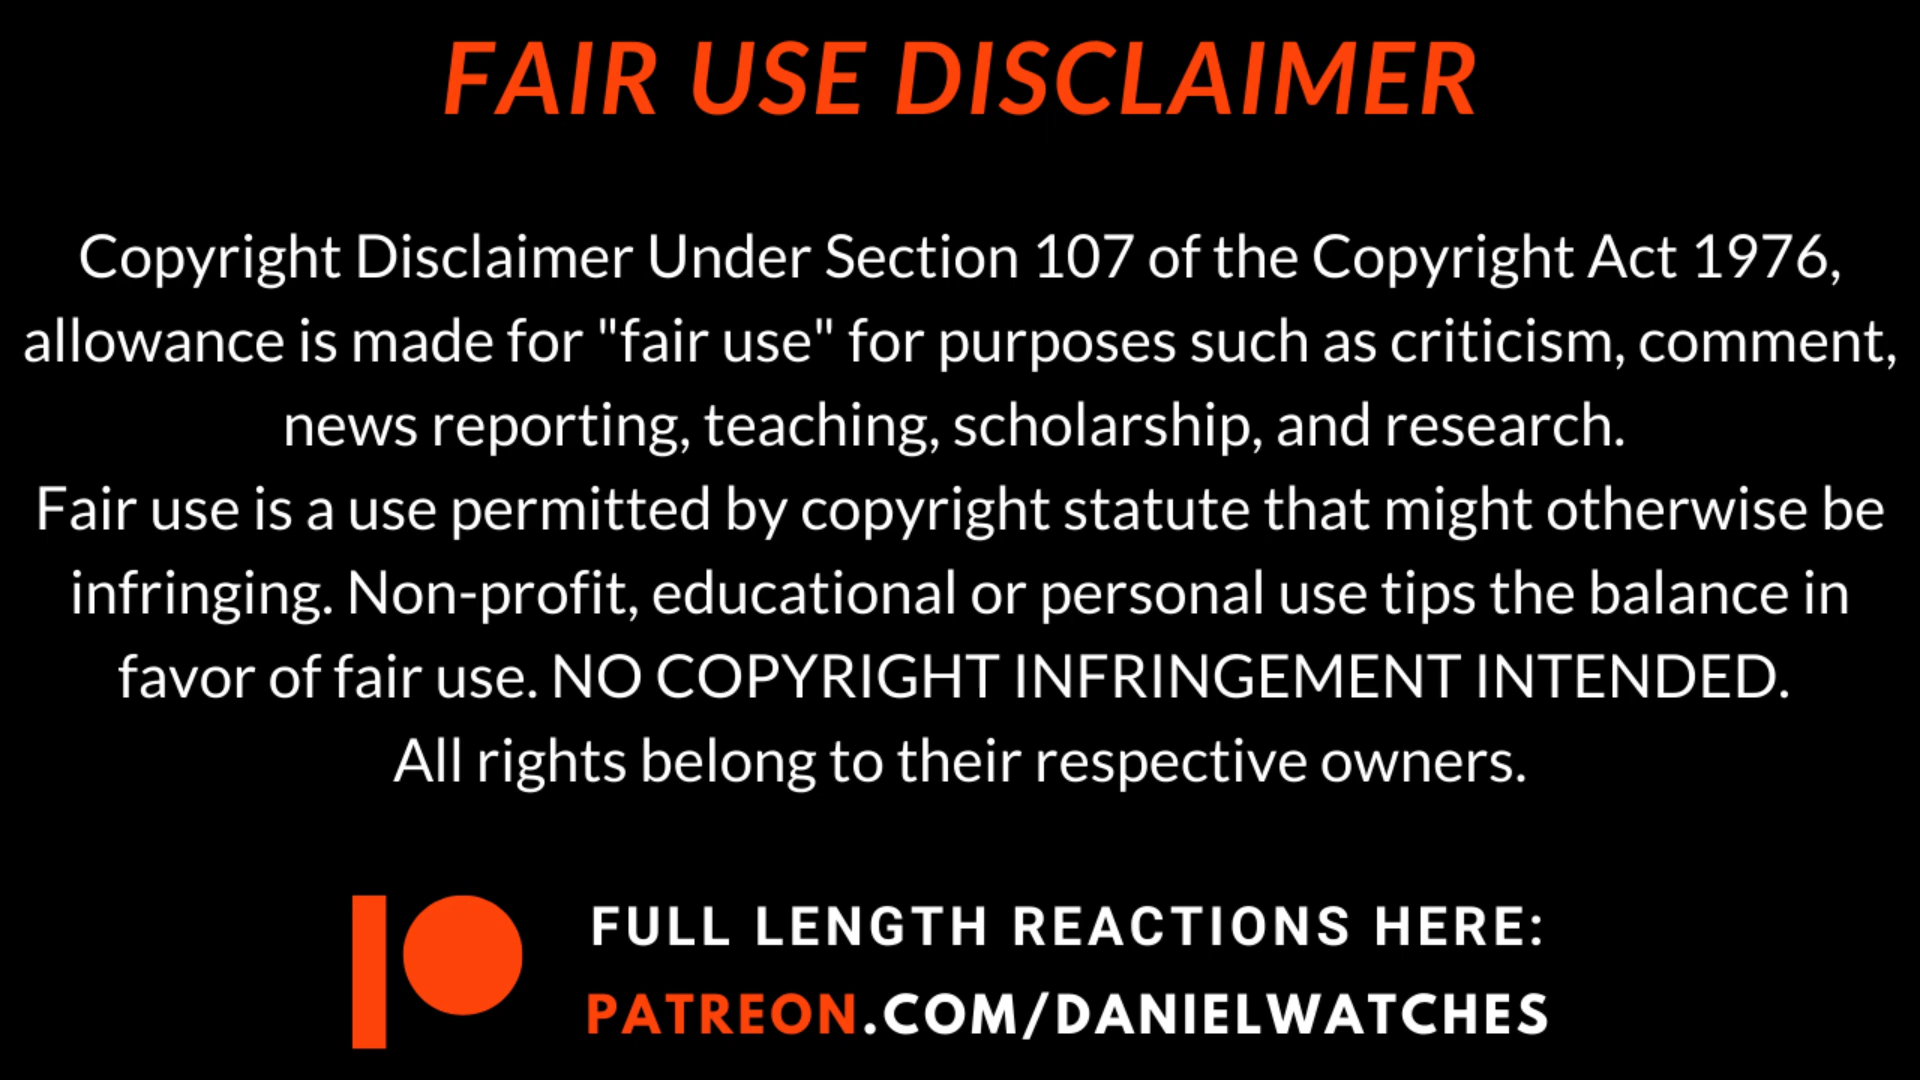 FAIR USE DISCLAIMER
Copyright Disclaimer Under Section 107 of the Copyright Act 1976,
allowance is made for "fair use" for purposes such as criticism, comment,
news reporting, teaching, scholarship, and research.
Fair use is a use permitted by copyright statute that might otherwise be
infringing. Non-profit, educational or personal use tips the balance in
favor of fair use. NO COPYRIGHT INFRINGEMENT INTENDED.
All rights belong to their respective owners.
FULL LENGTH REACTIONS HERE:
PATREON.COM/DANIELWATCHES